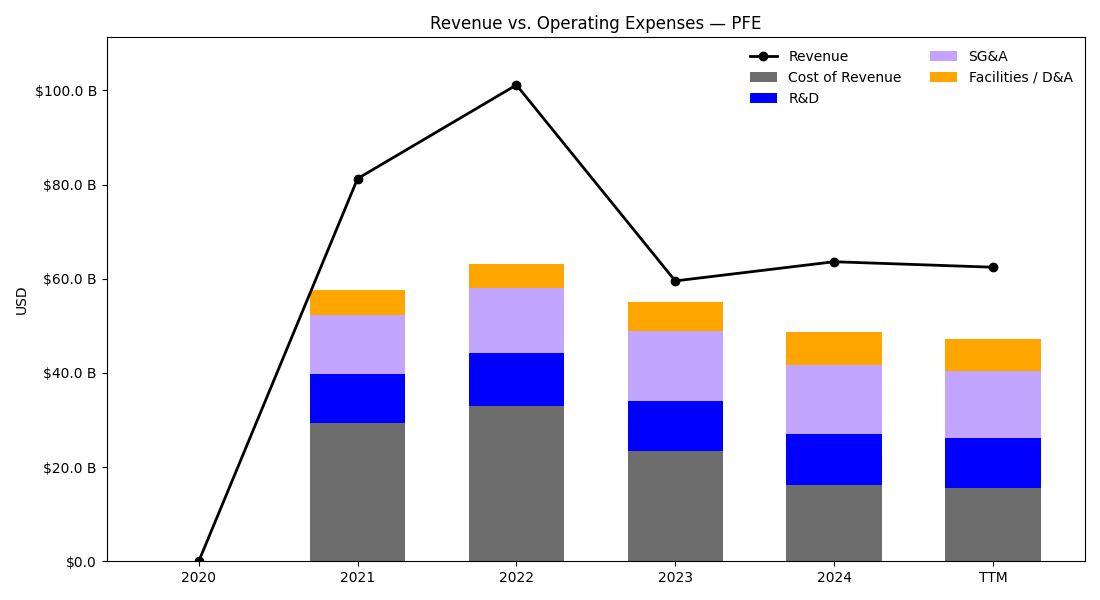 Revenue vs. Operating Expenses — PFE
Revenue
Cost of Revenue
R&D
SG&A
Facilities / D&A
USD
$100.0 B
$80.0 B
$60.0 B
$40.0 B
$20.0 B
$0.0
2020
2021
2022
2023
2024
TTM